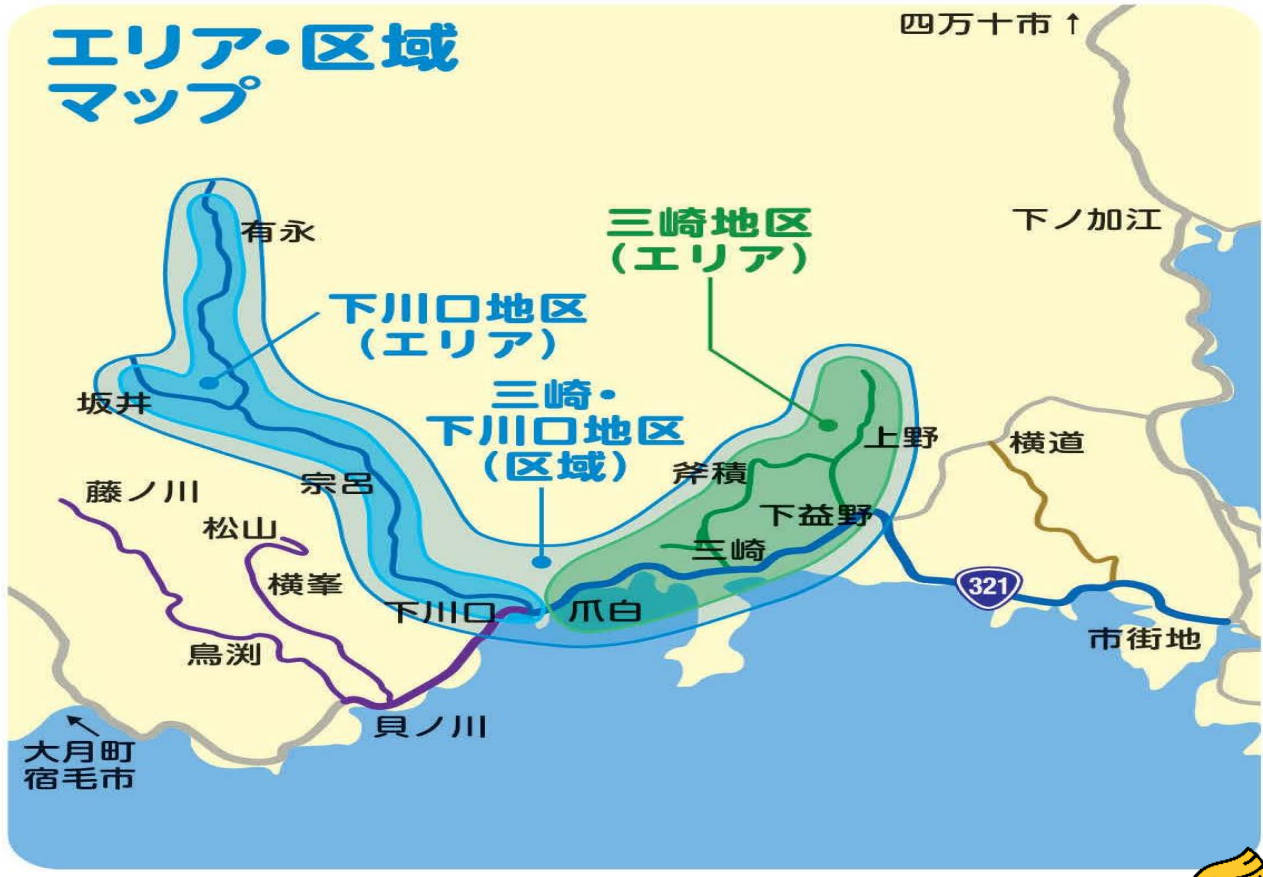 エリア・区域
マップ
四万十市↑
有永
三崎地区
(エリア)
下ノ加江
下川口地区
(エリア)
三崎・
下川口地区
(区域)
坂井
上野
横道
斧積
宗呂
藤ノ川
松山
下益野
三崎
横峯
321
下川口
爪白
市街地
鳥渕
貝ノ川
大月町
宿毛市